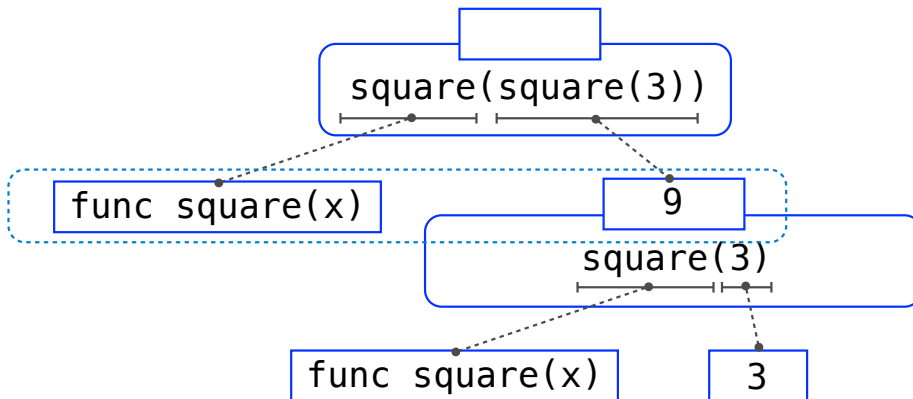 square(square(3))
func square(x)
9
square(3)
func square(x)
3